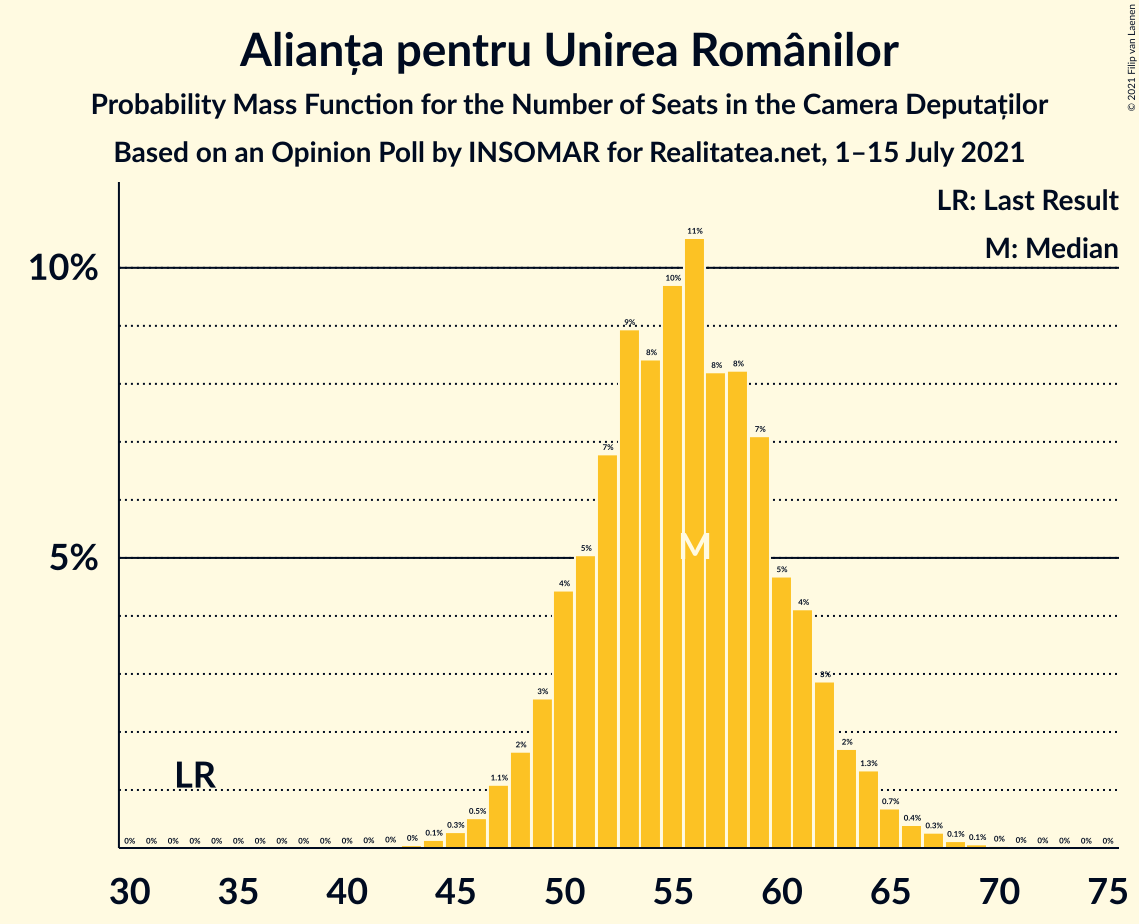 Alianța pentru Unirea Românilor
Probability Mass Function for the Number of Seats in the Camera Deputaților
Based on an Opinion Poll by INSOMAR for Realitatea.net, 1–15 July 2021
© 2021 Filip van Laenen
LR: Last Result
M: Median
10%
5%
0% 0% 0% 0% 0% 0% 0% 0% 0% 0% 0% 0% 0% 0% 0.1% 0.3% 0.5% 1.1% 2% 3% 4% 5% 7% 9% 8% 10% 11% 8% 8% 7% 5% 4% 3% 2% 1.3% 0.7% 0.4% 0.3% 0.1% 0.1% 0% 0% 0% 0% 0% 0%
M
LR
30 35 40 45 50 55 60 65 70 75